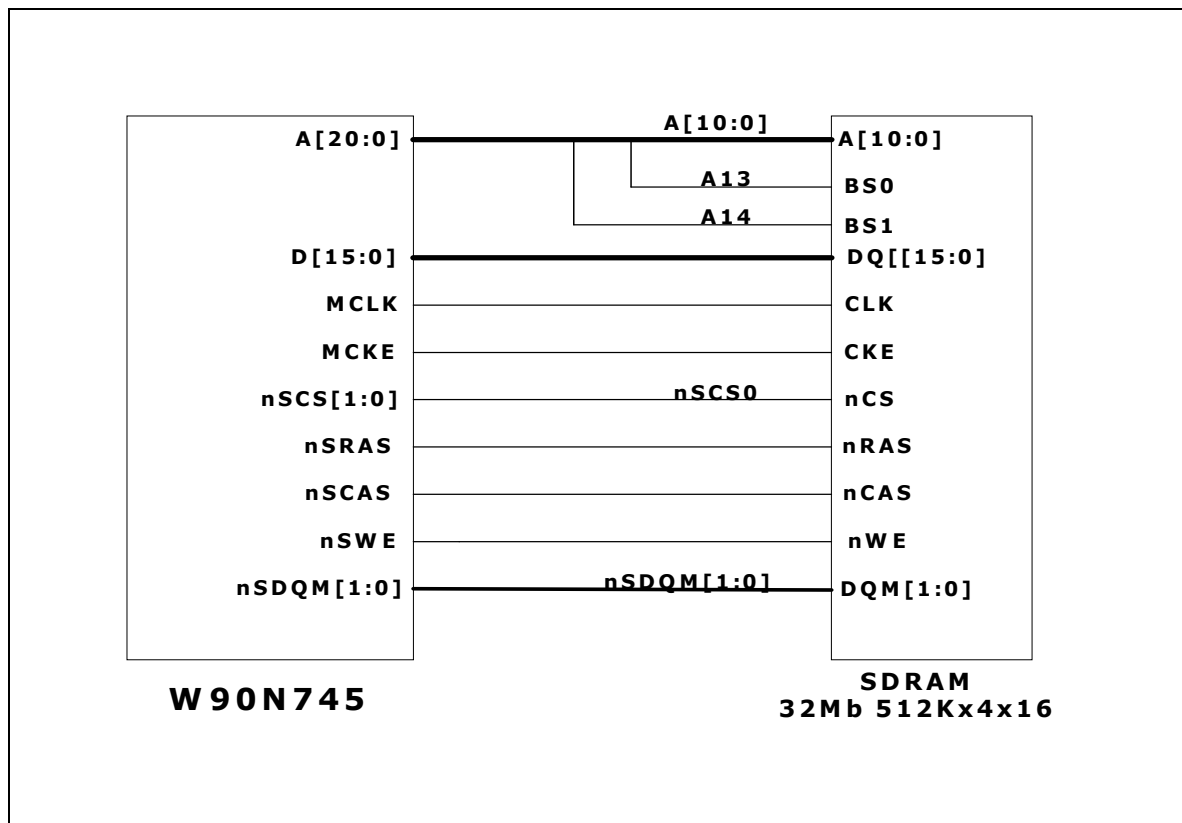 A[20:0] A[10:0] A[10:0]
A13 BS0
A14 BS1
D[15:0] DQ[[15:0]
MCLK CLK
MCKE CKE
nSCS[1:0] nSCS0 nCS
nSRAS nRAS
nSCAS nCAS
nSWE nWE
nSDQM[1:0] nSDQM[1:0] DQM[1:0]
W90N745
SDRAM
32Mb 512Kx4x16